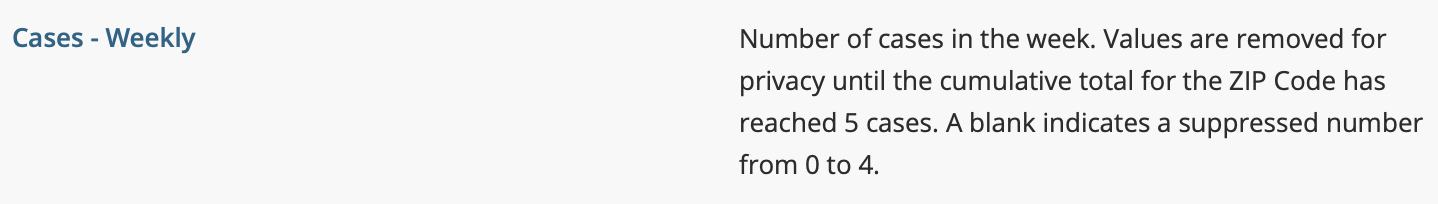 Cases - Weekly
Number of cases in the week. Values are removed for
privacy until the cumulative total for the ZIP Code has
reached 5 cases. A blank indicates a suppressed number
from 0 to 4.